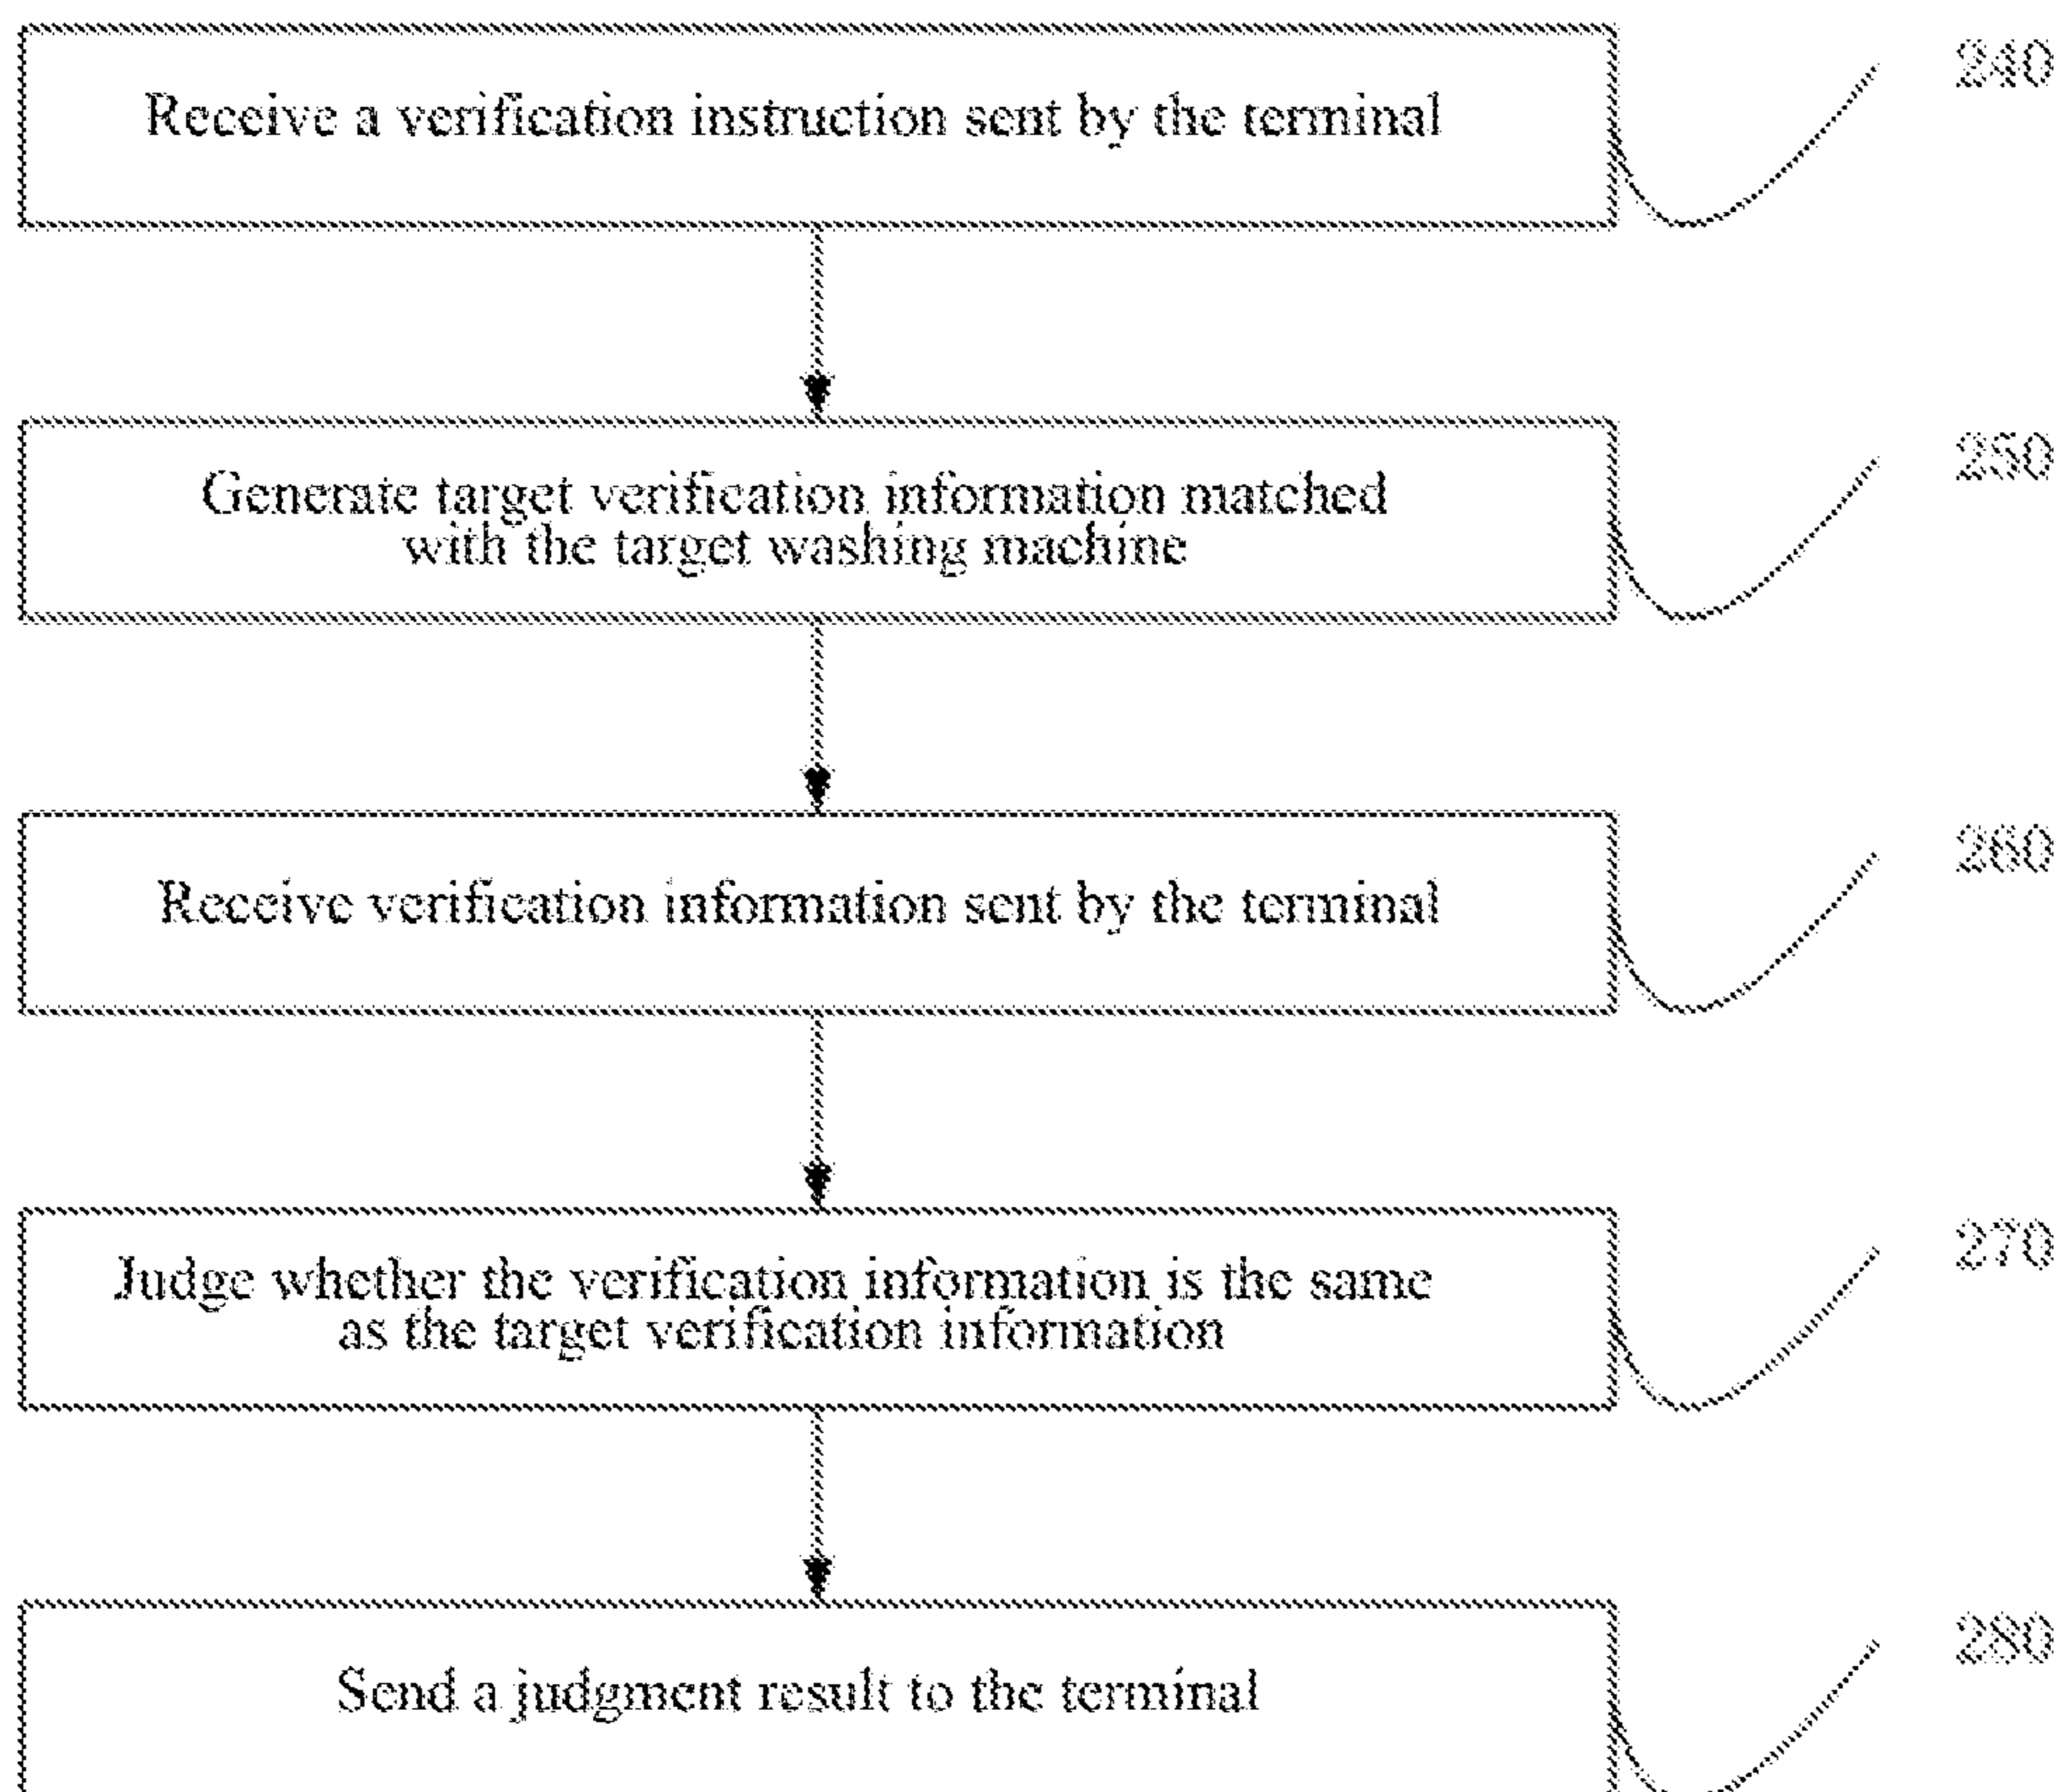 Receive a verification instruction sent by the terminal
240
Generate target verification information matched
with the target washing machine
250
Receive verification information sent by the terminal
260
Judge whether the verification information is the same
as the target verification information
270
Send a judgment result to the terminal
280